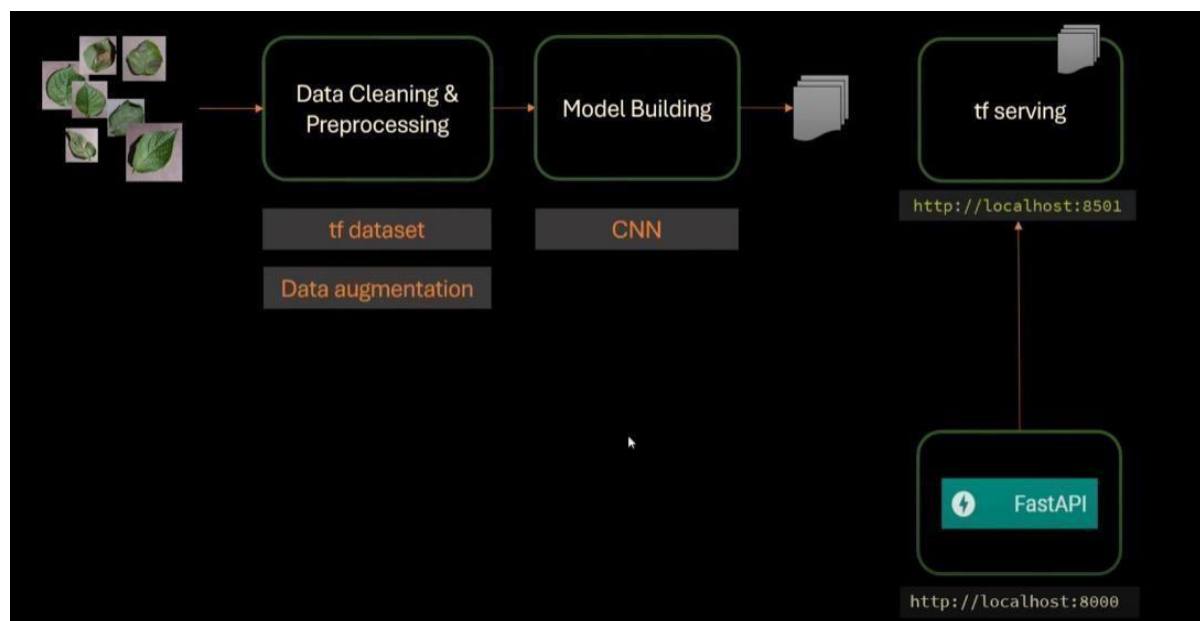 Data Cleaning &
Preprocessing
Model Building
tf serving
http://localhost:8501
tf dataset
CNN
Data augmentation
FastAPI
http://localhost:8000